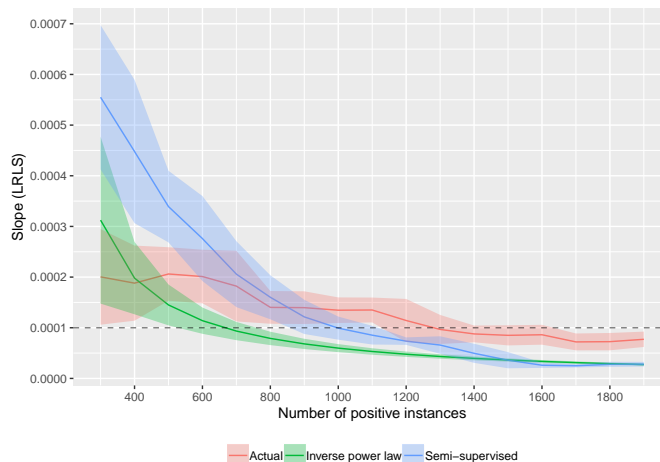 0.0007
0.0006
0.0005
0.0004
0.0003
0.0002
0.0001
0.0000
Slope (LRLS)
400 600 800 1000 1200 1400 1600 1800
Number of positive instances
Actual Inverse power law Semi-supervised